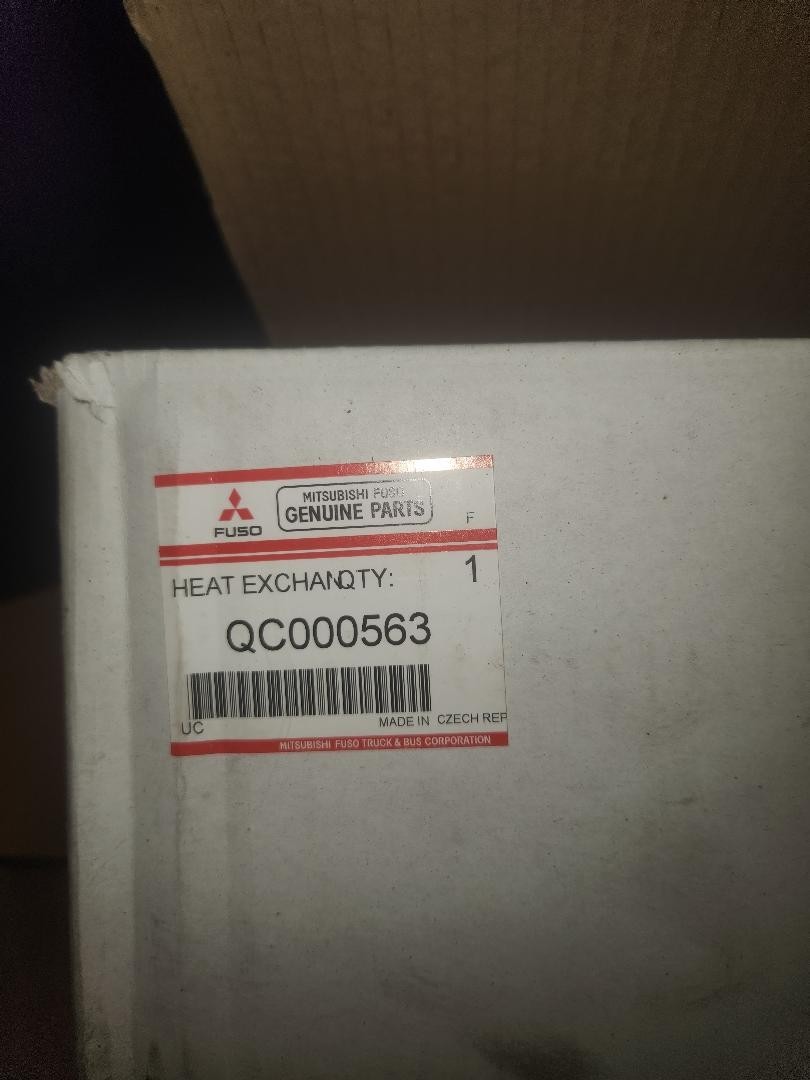 MITSUBISHI FUSO
GENUINE PARTS
FUSO
F
HEAT EXCHANQTY: 1
QC000563
UC
MADE IN CZECH REP
MITSUBISHI FUSO TRUCK & BUS CORPORATION